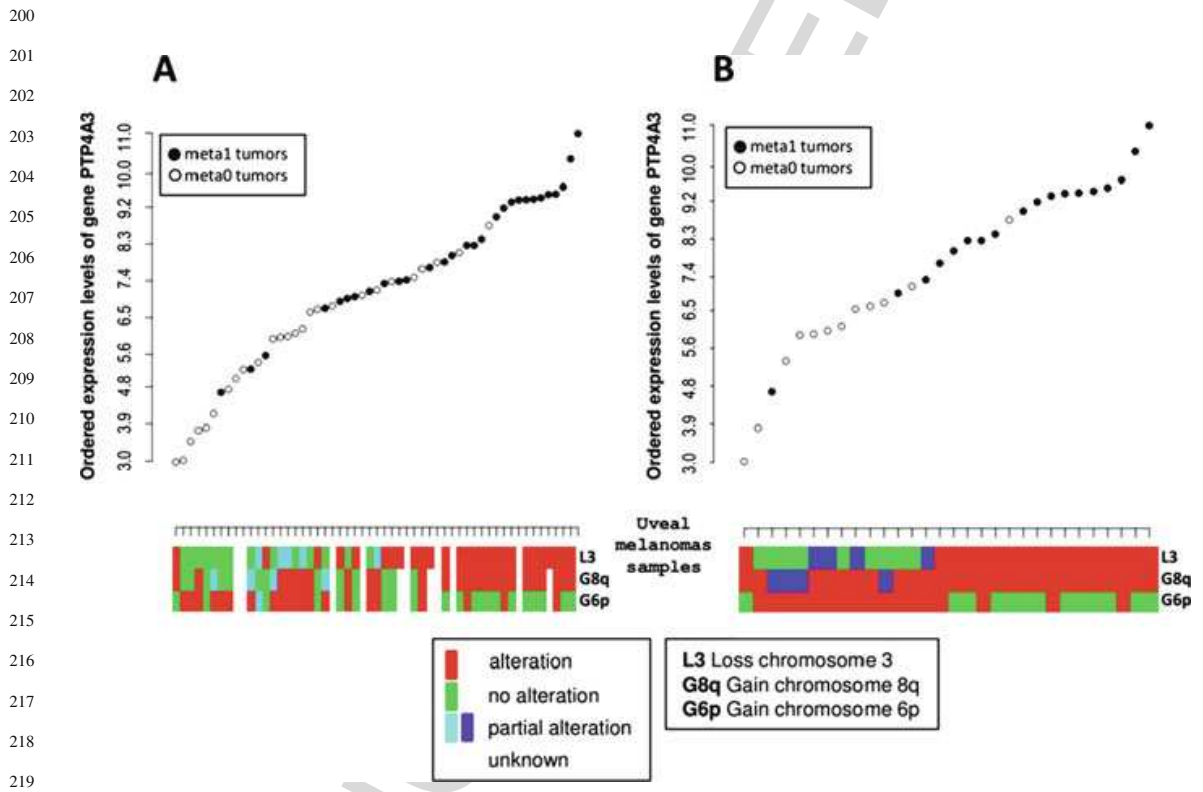 200
201
202
203
204
205
206
207
208
209
210
211
212
213
214
215
216
217
218
219
A
Ordered expression levels of gene PTP4A3
11.0
10.0
9.2
8.3
7.4
6.5
5.6
4.8
3.9
3.0
meta1 tumors
meta0 tumors
B
Ordered expression levels of gene PTP4A3
11.0
10.0
9.2
8.3
7.4
6.5
5.6
4.8
3.9
3.0
meta1 tumors
meta0 tumors
L3
G8q
G6p
Uveal
melanomas
samples
L3
G8q
G6p
alteration
no alteration
partial alteration
unknown
L3 Loss chromosome 3
G8q Gain chromosome 8q
G6p Gain chromosome 6p